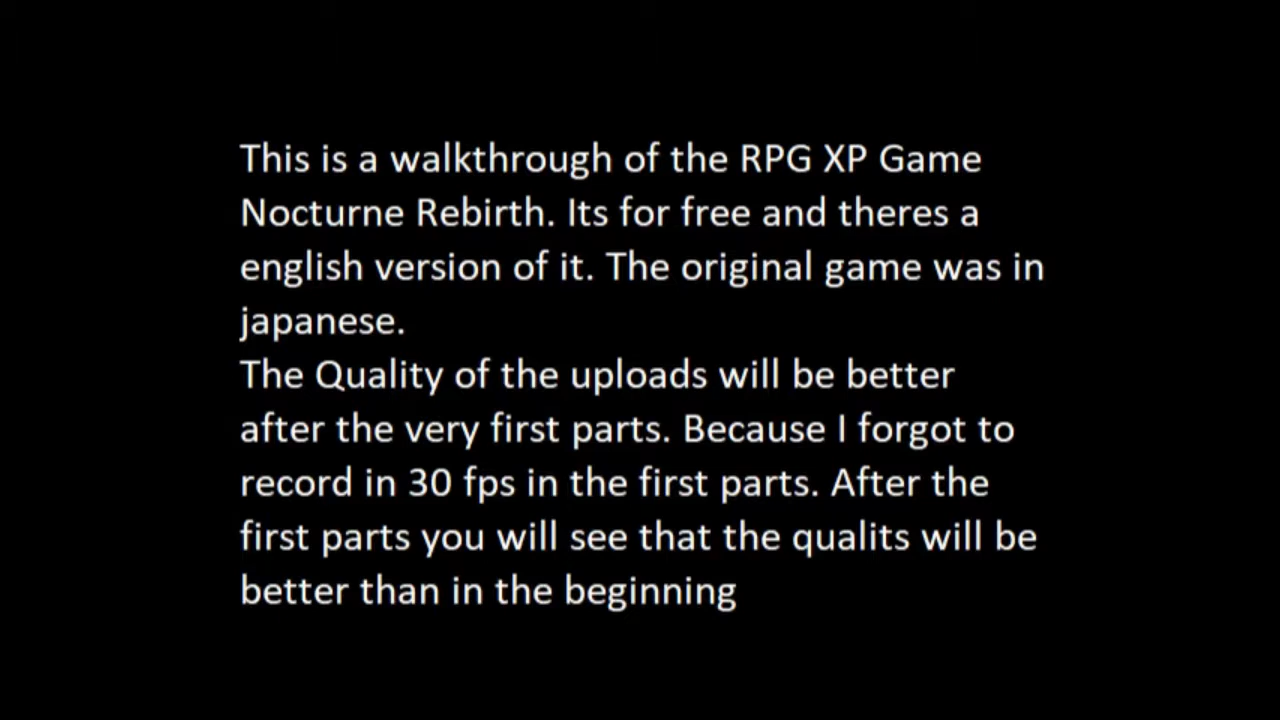 This is a walkthrough of the RPG XP Game
Nocturne Rebirth. Its for free and theres a
english version of it. The original game was in
japanese.
The Quality of the uploads will be better
after the very first parts. Because I forgot to
record in 30 fps in the first parts. After the
first parts you will see that the qualits will be
better than in the beginning